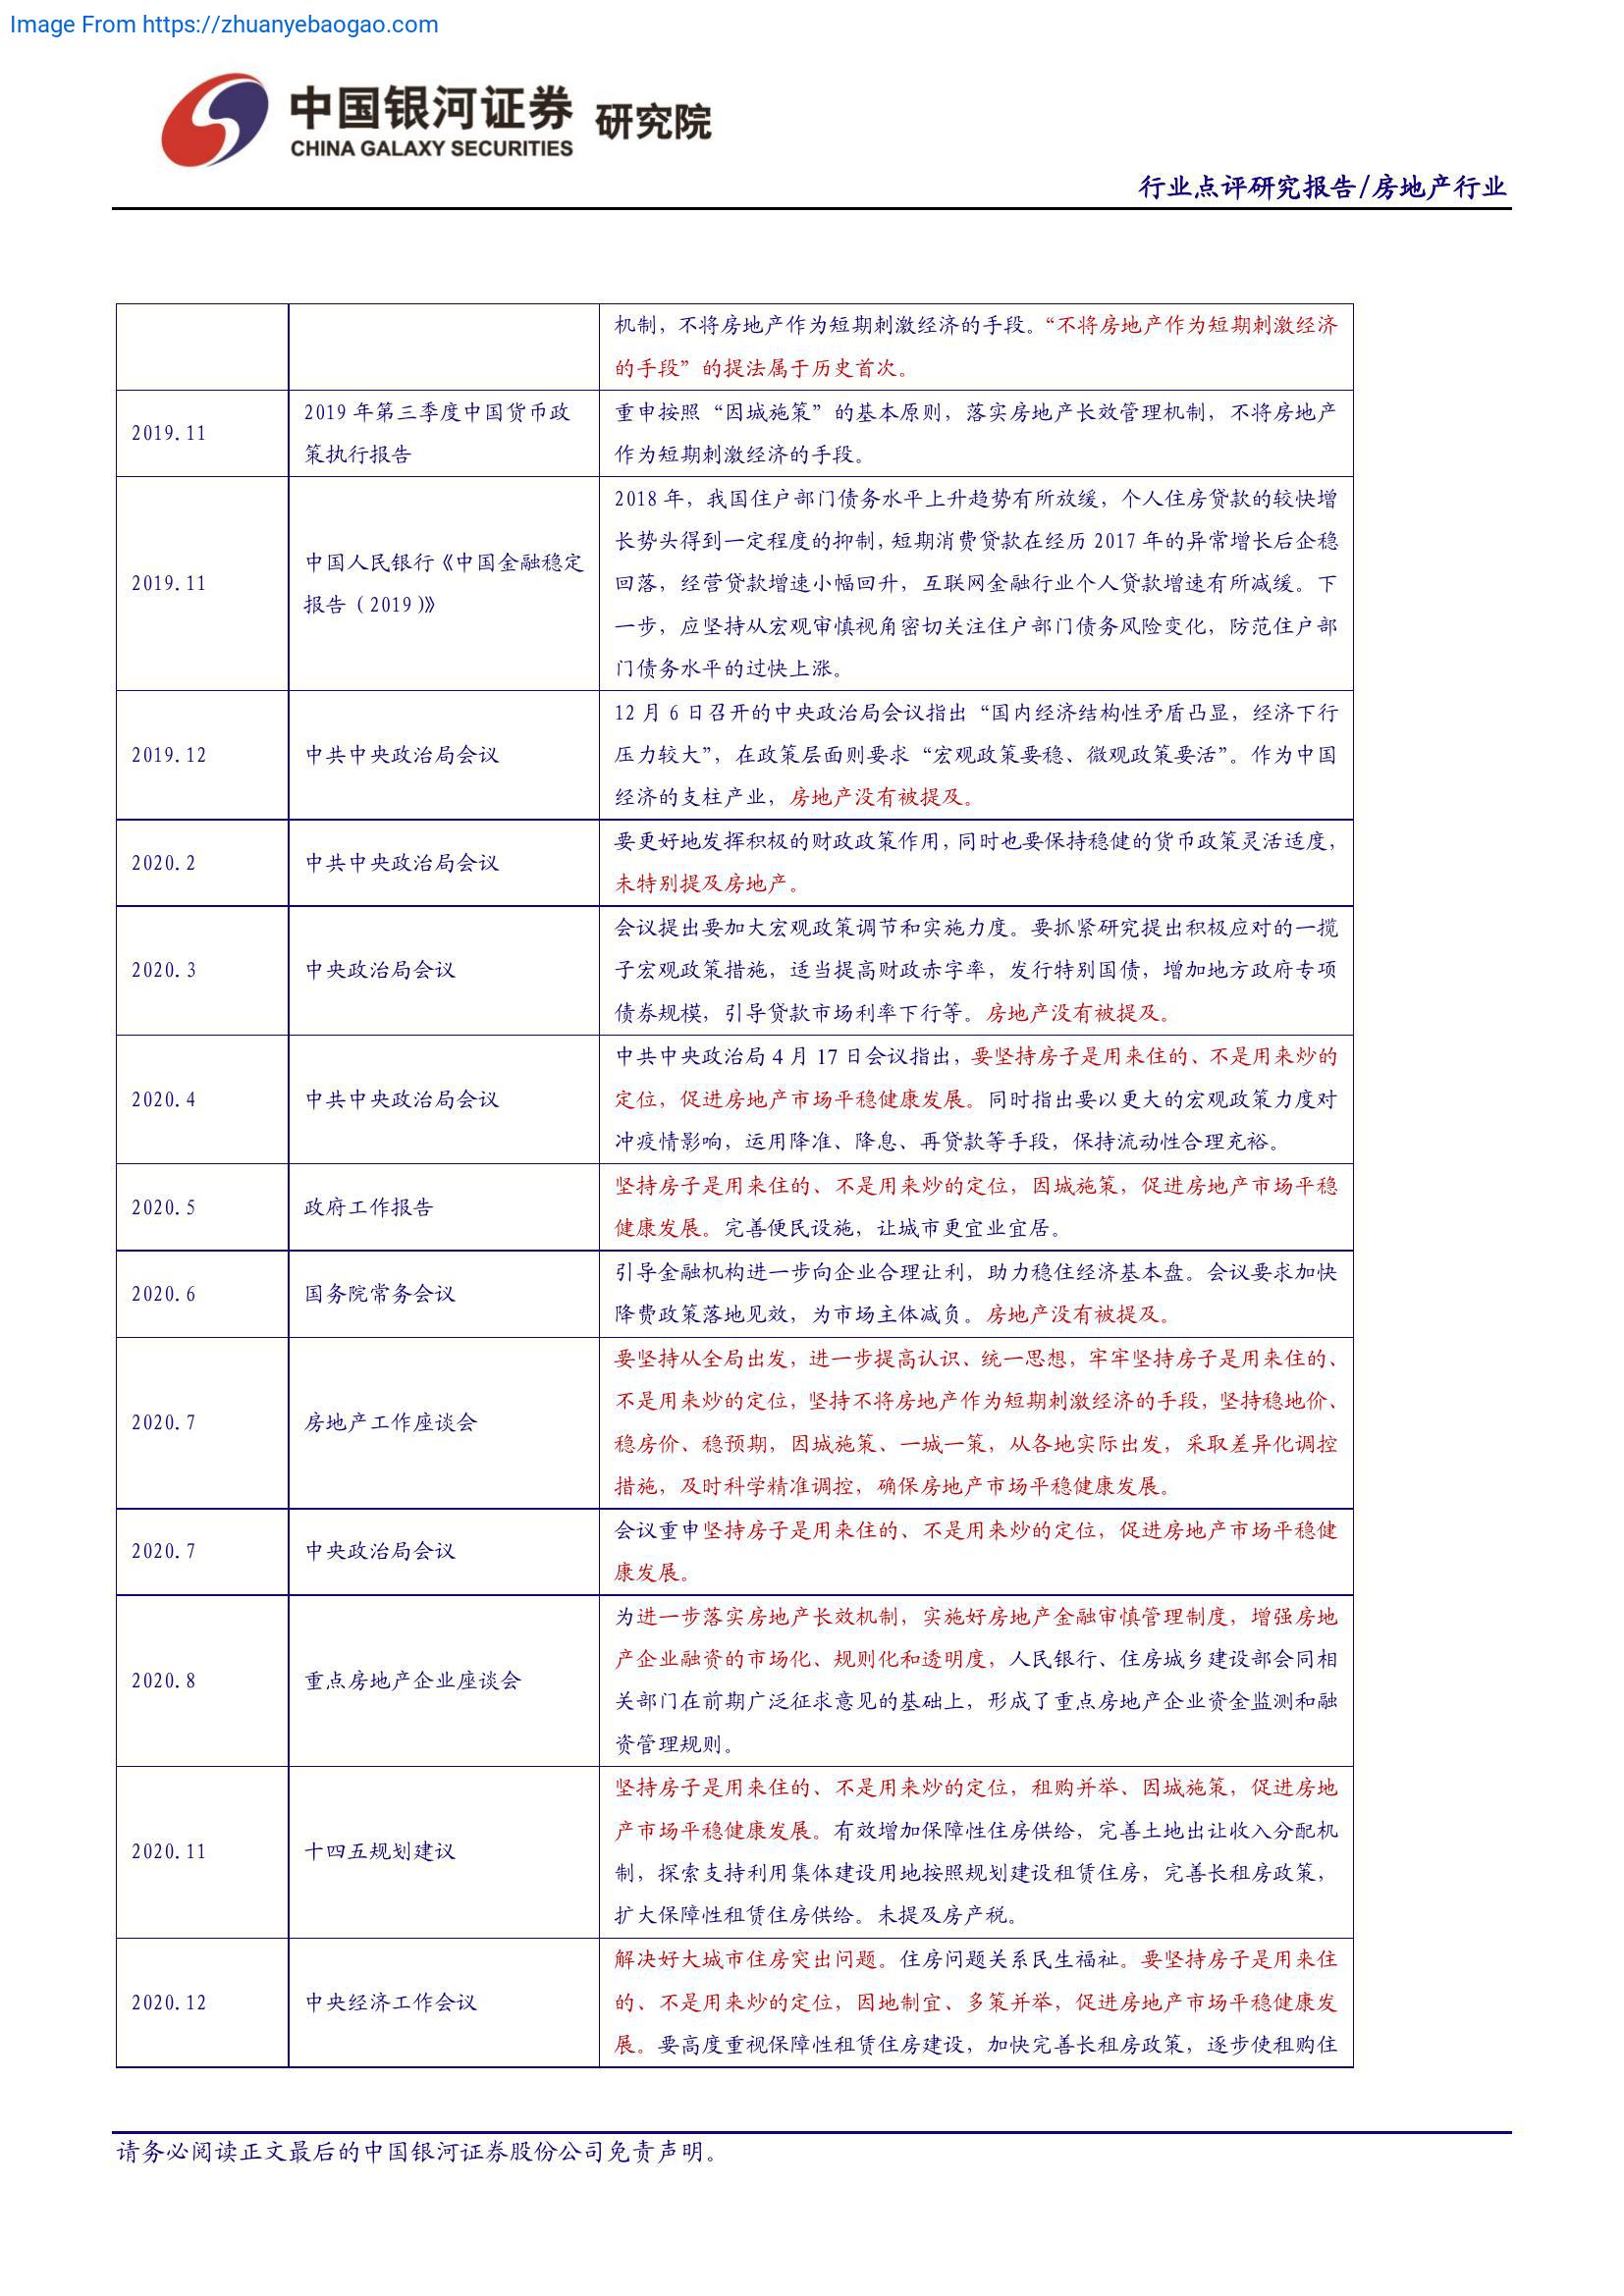 Image From https://zhuanyebaogao.com
中国银河证券 研究院
CHINA GALAXY SECURITIES
行业点评研究报告/房地产行业
机制，不将房地产作为短期刺激经济的手段。“不将房地产作为短期刺激经济
的手段”的提法属于历史首次。
2019.11
2019 年第三季度中国货币政
策执行报告
重申按照“因城施策”的基本原则，落实房地产长效管理机制，不将房地产
作为短期刺激经济的手段。
2019.11
中国人民银行《中国金融稳定
报告（2019）》
2018 年，我国住户部门债务水平上升趋势有所放缓，个人住房贷款的较快增
长势头得到一定程度的抑制，短期消费贷款在经历 2017 年的异常增长后企稳
回落，经营贷款增速小幅回升，互联网金融行业个人贷款增速有所减缓。下
一步，应坚持从宏观审慎视角密切关注住户部门债务风险变化，防范住户部
门债务水平的过快上涨。
2019.12
中共中央政治局会议
12 月 6 日召开的中央政治局会议指出“国内经济结构性矛盾凸显，经济下行
压力较大”，在政策层面则要求“宏观政策要稳、微观政策要活”。作为中国
经济的支柱产业，房地产没有被提及。
2020.2
中共中央政治局会议
要更好地发挥积极的财政政策作用，同时也要保持稳健的货币政策灵活适度，
未特别提及房地产。
2020.3
中央政治局会议
会议提出要加大宏观政策调节和实施力度。要抓紧研究提出积极应对的一揽
子宏观政策措施，适当提高财政赤字率，发行特别国债，增加地方政府专项
债券规模，引导贷款市场利率下行等。房地产没有被提及。
2020.4
中共中央政治局会议
中共中央政治局 4 月 17 日会议指出，要坚持房子是用来住的、不是用来炒的
定位，促进房地产市场平稳健康发展。同时指出要以更大的宏观政策力度对
冲疫情影响，运用降准、降息、再贷款等手段，保持流动性合理充裕。
2020.5
政府工作报告
坚持房子是用来住的、不是用来炒的定位，因城施策，促进房地产市场平稳
健康发展。完善便民设施，让城市更宜业宜居。
2020.6
国务院常务会议
引导金融机构进一步向企业合理让利，助力稳住经济基本盘。会议要求加快
降费政策落地见效，为市场主体减负。房地产没有被提及。
2020.7
房地产工作座谈会
要坚持从全局出发，进一步提高认识、统一思想，牢牢坚持房子是用来住的、
不是用来炒的定位，坚持不将房地产作为短期刺激经济的手段，坚持稳地价、
稳房价、稳预期，因城施策、一城一策，从各地实际出发，采取差异化调控
措施，及时科学精准调控，确保房地产市场平稳健康发展。
2020.7
中央政治局会议
会议重申坚持房子是用来住的、不是用来炒的定位，促进房地产市场平稳健
康发展。
2020.8
重点房地产企业座谈会
为进一步落实房地产长效机制，实施好房地产金融审慎管理制度，增强房地
产企业融资的市场化、规则化和透明度，人民银行、住房城乡建设部会同相
关部门在前期广泛征求意见的基础上，形成了重点房地产企业资金监测和融
资管理规则。
2020.11
十四五规划建议
坚持房子是用来住的、不是用来炒的定位，租购并举、因城施策，促进房地
产市场平稳健康发展。有效增加保障性住房供给，完善土地出让收入分配机
制，探索支持利用集体建设用地按照规划建设租赁住房，完善长租房政策，
扩大保障性租赁住房供给。未提及房产税。
2020.12
中央经济工作会议
解决好大城市住房突出问题。住房问题关系民生福祉。要坚持房子是用来住
的、不是用来炒的定位，因地制宜、多策并举，促进房地产市场平稳健康发
展。要高度重视保障性租赁住房建设，加快完善长租房政策，逐步使租购住
请务必阅读正文最后的中国银河证券股份公司免责声明。